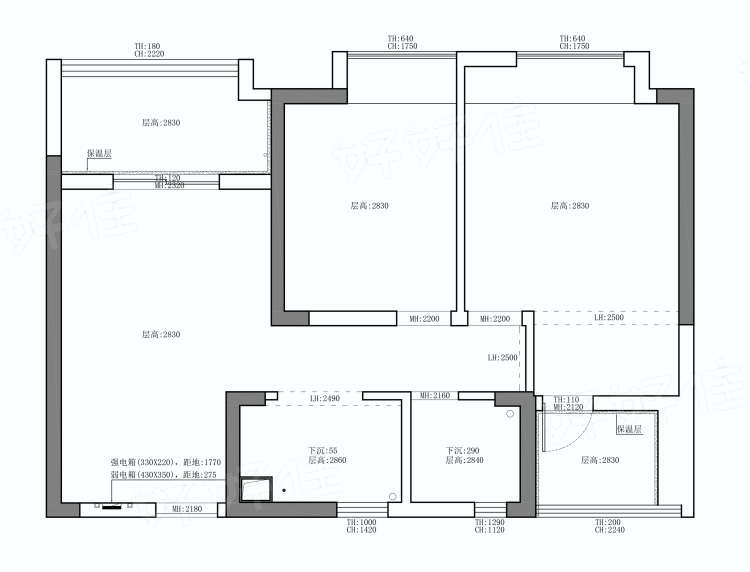 TH:180
CH:2220
TH:640
CH:1750
TH:640
CH:1750
层高:2830
保温层
TH:120
MH:2320
层高:2830
层高:2830
MH:2200
MH:2200
LH:2500
层高:2830
LH:2500
LH:2490
MH:2160
TH:110
MH:2120
保温层
下沉:55
层高:2860
下沉:290
层高:2840
层高:2830
强电箱(330X220), 距地:1770
弱电箱(430X350), 距地:275
MH:2180
TH:1000
CH:1420
TH:1290
CH:1120
TH:200
CH:2240